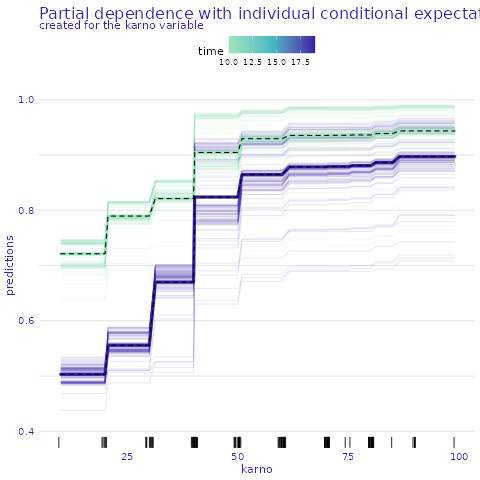 Partial dependence with individual conditional expectat
created for the karno variable
time
10.0 12.5 15.0 17.5
1.0
0.8
0.6
0.4
predictions
25 50 75 100
karno